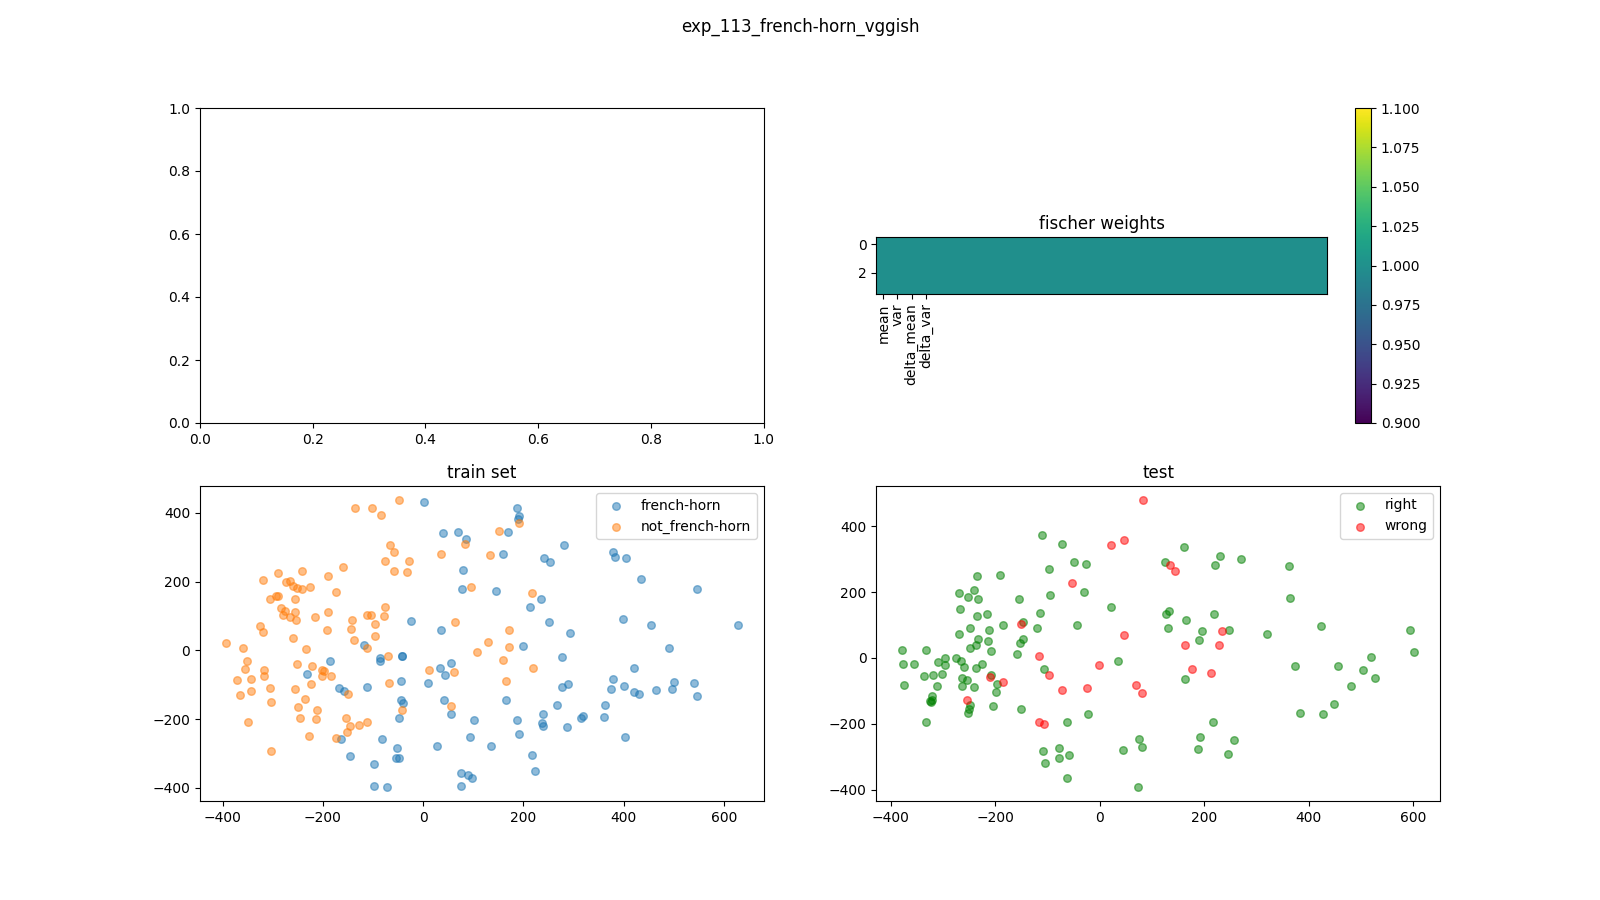 exp_113_french-horn_vggish
1.0
0.8
0.6
0.4
0.2
0.0
0.0 0.2 0.4 0.6 0.8 1.0
fischer weights
0
2
mean
var
delta_mean
delta_var
1.100
1.075
1.050
1.025
1.000
0.975
0.950
0.925
0.900
train set
french-horn
not_french-horn
400
200
0
−200
−400
−400 −200 0 200 400 600
test
right
wrong
400
200
0
−200
−400
−400 −200 0 200 400 600